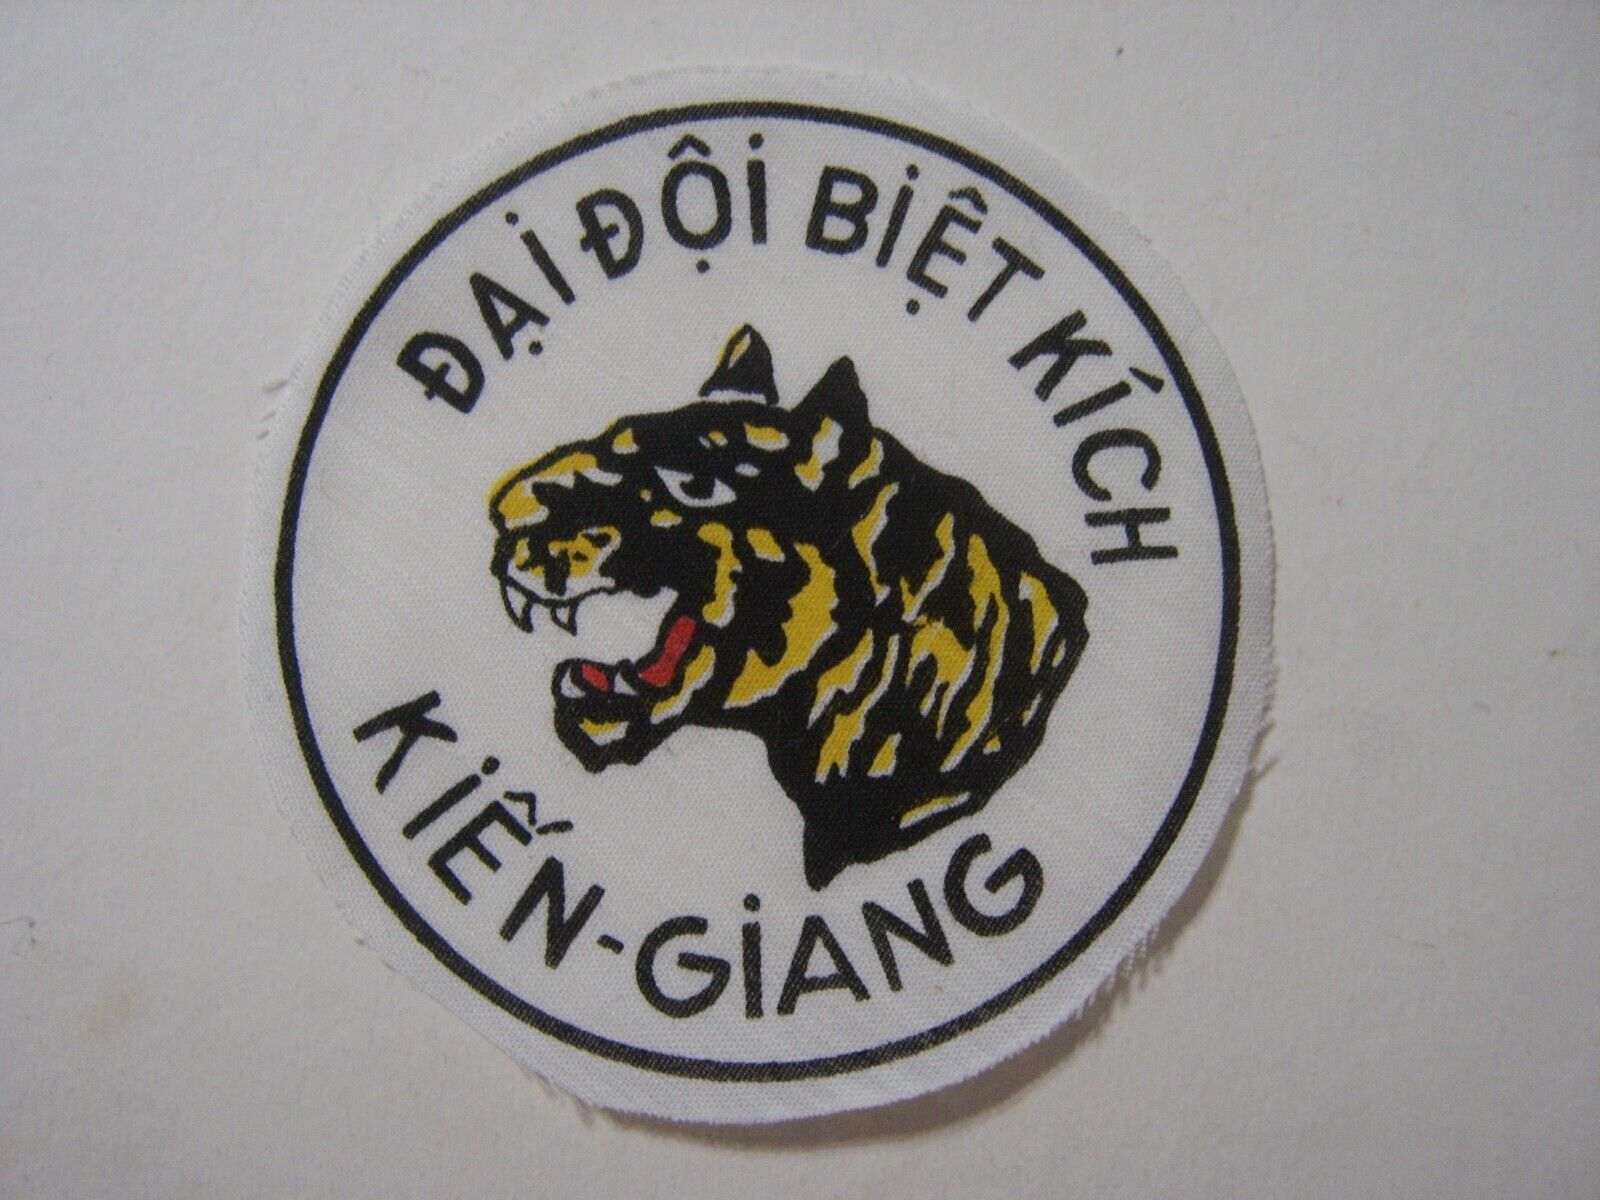 ĐẠi ĐỘi BiỆT KÍCH
KiẾN-GiANG